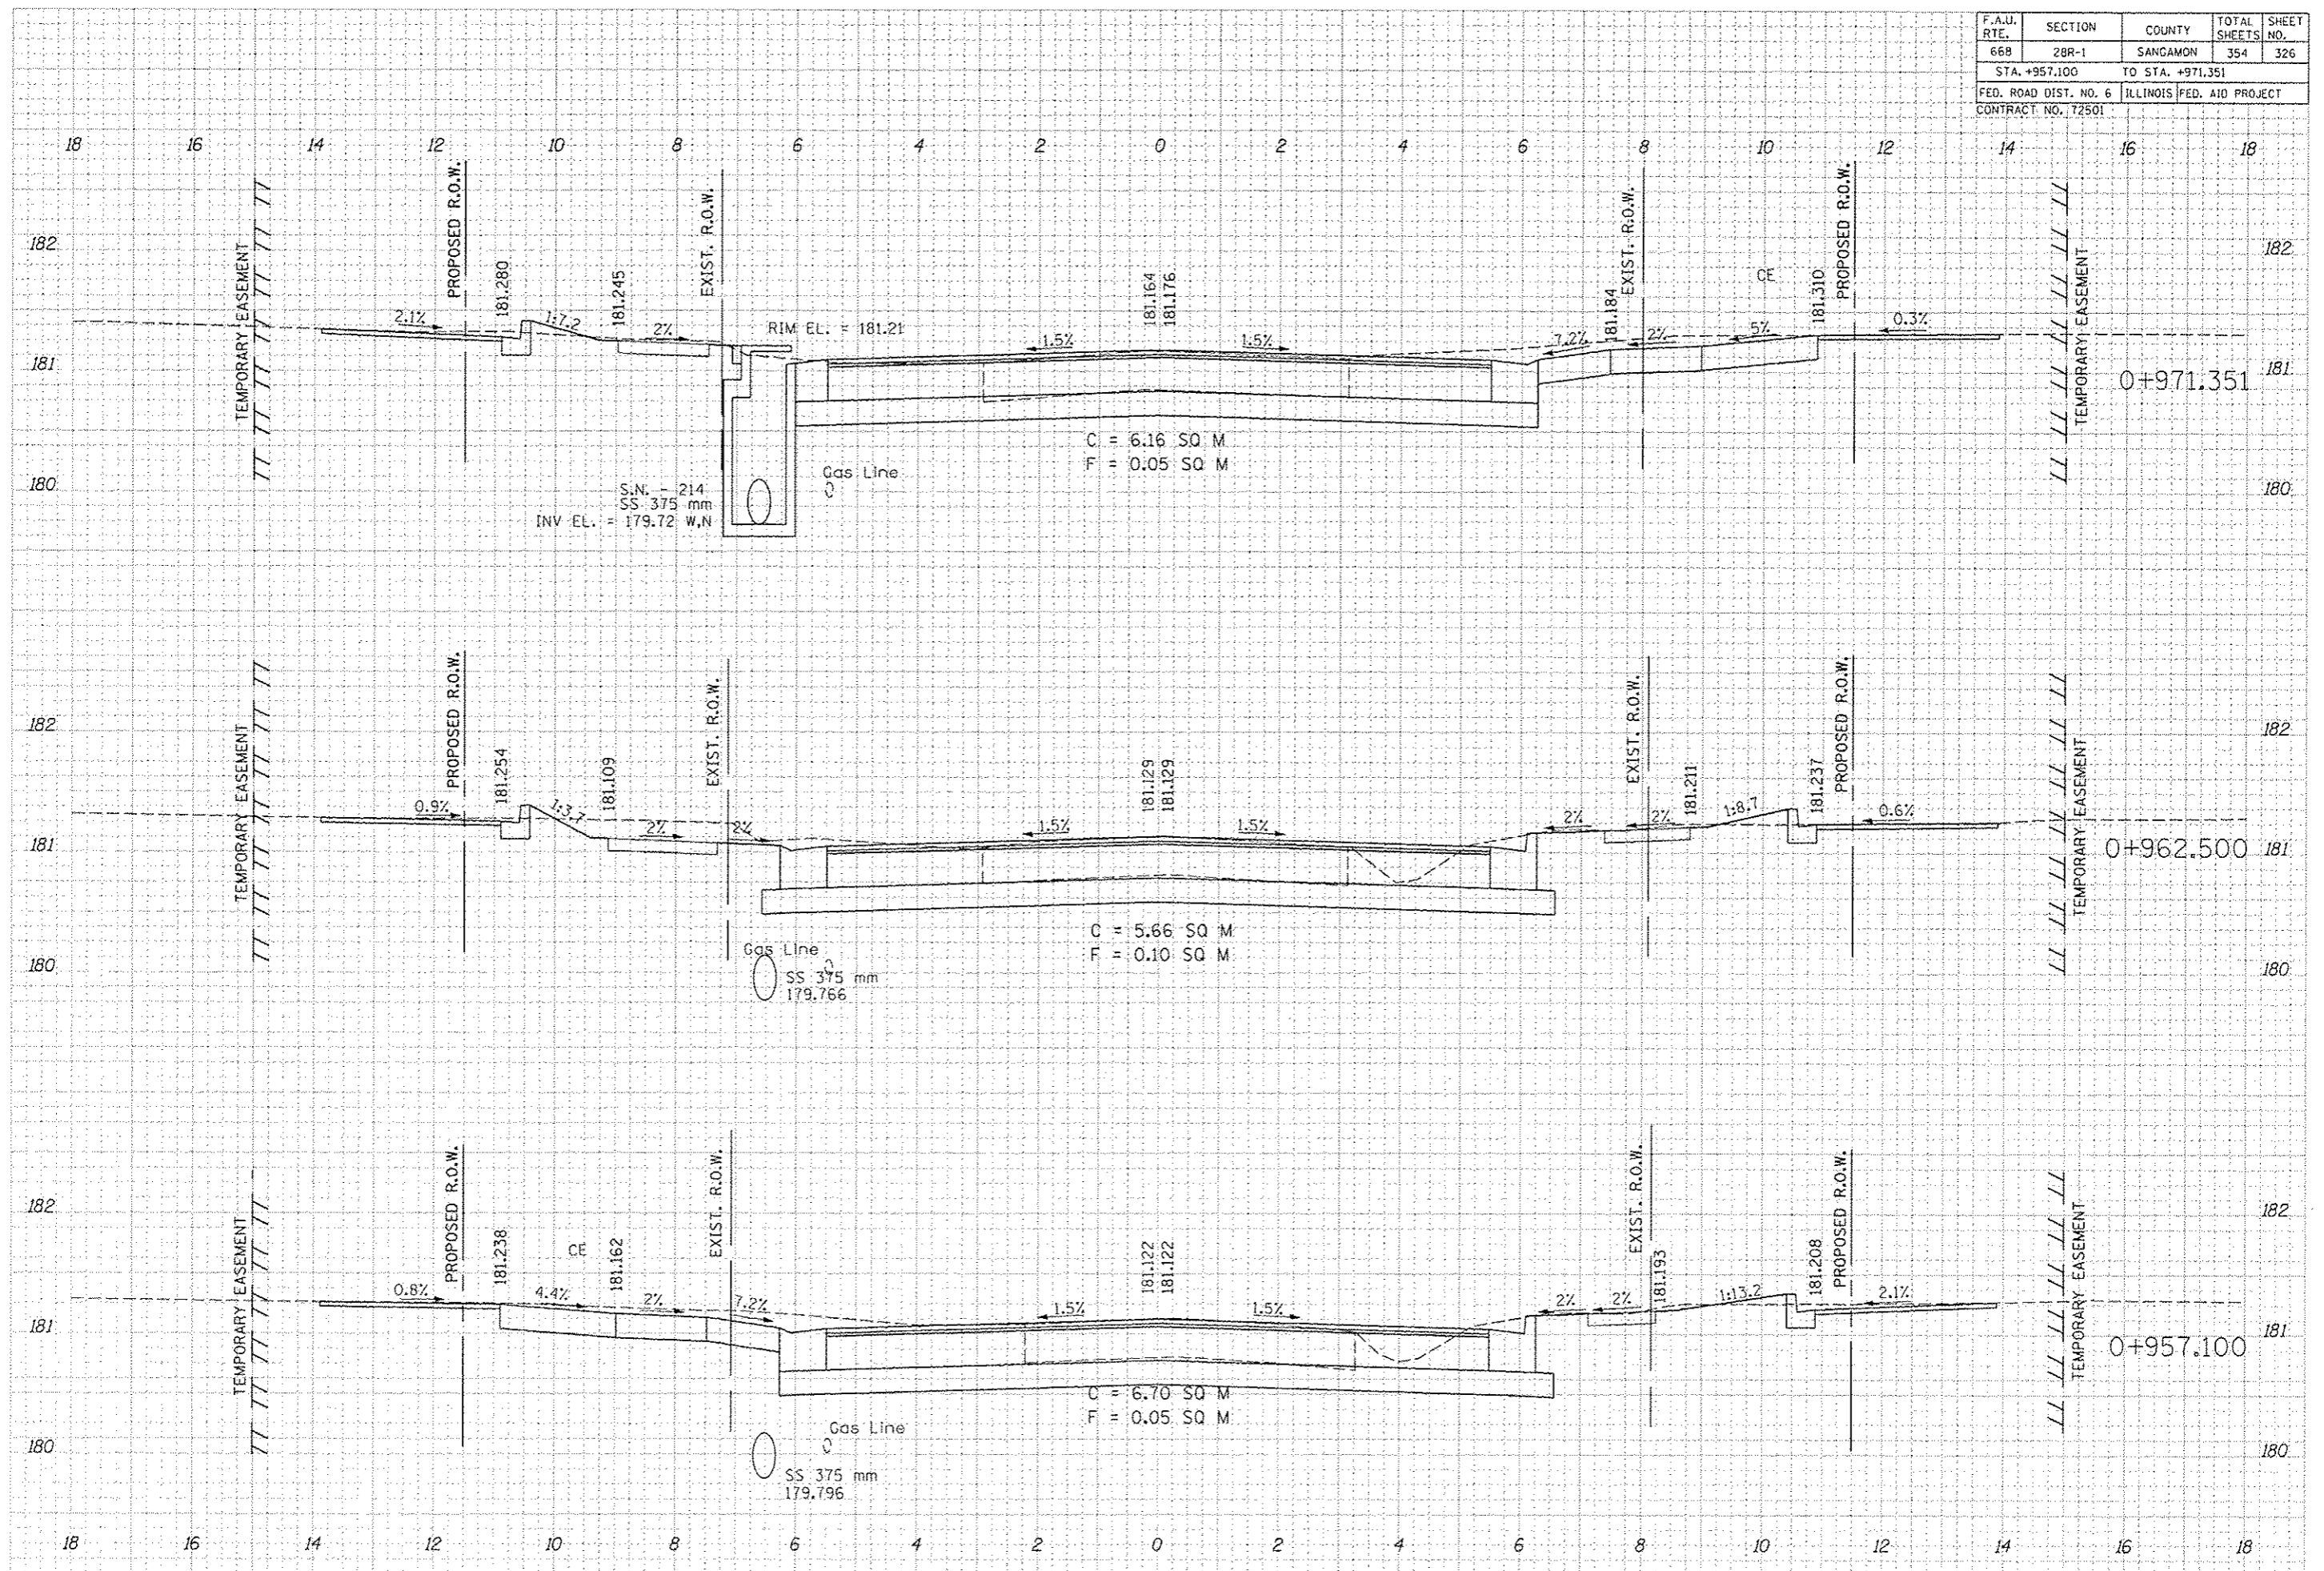 F.A.U. RTE. SECTION COUNTY TOTAL SHEETS SHEET NO.
668 28R-1 SANGAMON 354 326
STA. +957.100 TO STA. +971.351
FED. ROAD DIST. NO. 6 ILLINOIS FED. AID PROJECT
CONTRACT NO. 72501
18 16 14 12 10 8 6 4 2 0 2 4 6 8 10 12 14 16 18
TEMPORARY EASEMENT
PROPOSED R.O.W.
181.280
181.245
EXIST. R.O.W.
181.164
181.176
181.184
EXIST. R.O.W.
CE
181.310
PROPOSED R.O.W.
TEMPORARY EASEMENT
182 182
2.1% 1:7.2 2% RIM EL. = 181.21 1.5% 1.5% 7.2% 2% 5% 0.3%
181 181
0+971.351
C = 6.16 SQ M
F = 0.05 SQ M
Gas Line
180 180
S.N. - 214
SS 375 mm
INV EL. = 179.72 W,N
TEMPORARY EASEMENT
PROPOSED R.O.W.
181.254
181.109
EXIST. R.O.W.
181.129
181.129
EXIST. R.O.W.
181.211
181.237
PROPOSED R.O.W.
TEMPORARY EASEMENT
182 182
0.9% 1:3.7 2% 2% 1.5% 1.5% 2% 2% 1:8.7 0.6%
181 0+962.500 181
C = 5.66 SQ M
F = 0.10 SQ M
Gas Line
180 180
SS 375 mm
179.766
TEMPORARY EASEMENT
PROPOSED R.O.W.
181.238
CE
181.162
EXIST. R.O.W.
181.122
181.122
EXIST. R.O.W.
181.193
181.208
PROPOSED R.O.W.
TEMPORARY EASEMENT
182 182
0.8% 4.4% 2% 7.2% 1.5% 1.5% 2% 2% 1:13.2 2.1%
181 181
0+957.100
C = 6.70 SQ M
F = 0.05 SQ M
Gas Line
180 180
SS 375 mm
179.796
18 16 14 12 10 8 6 4 2 0 2 4 6 8 10 12 14 16 18